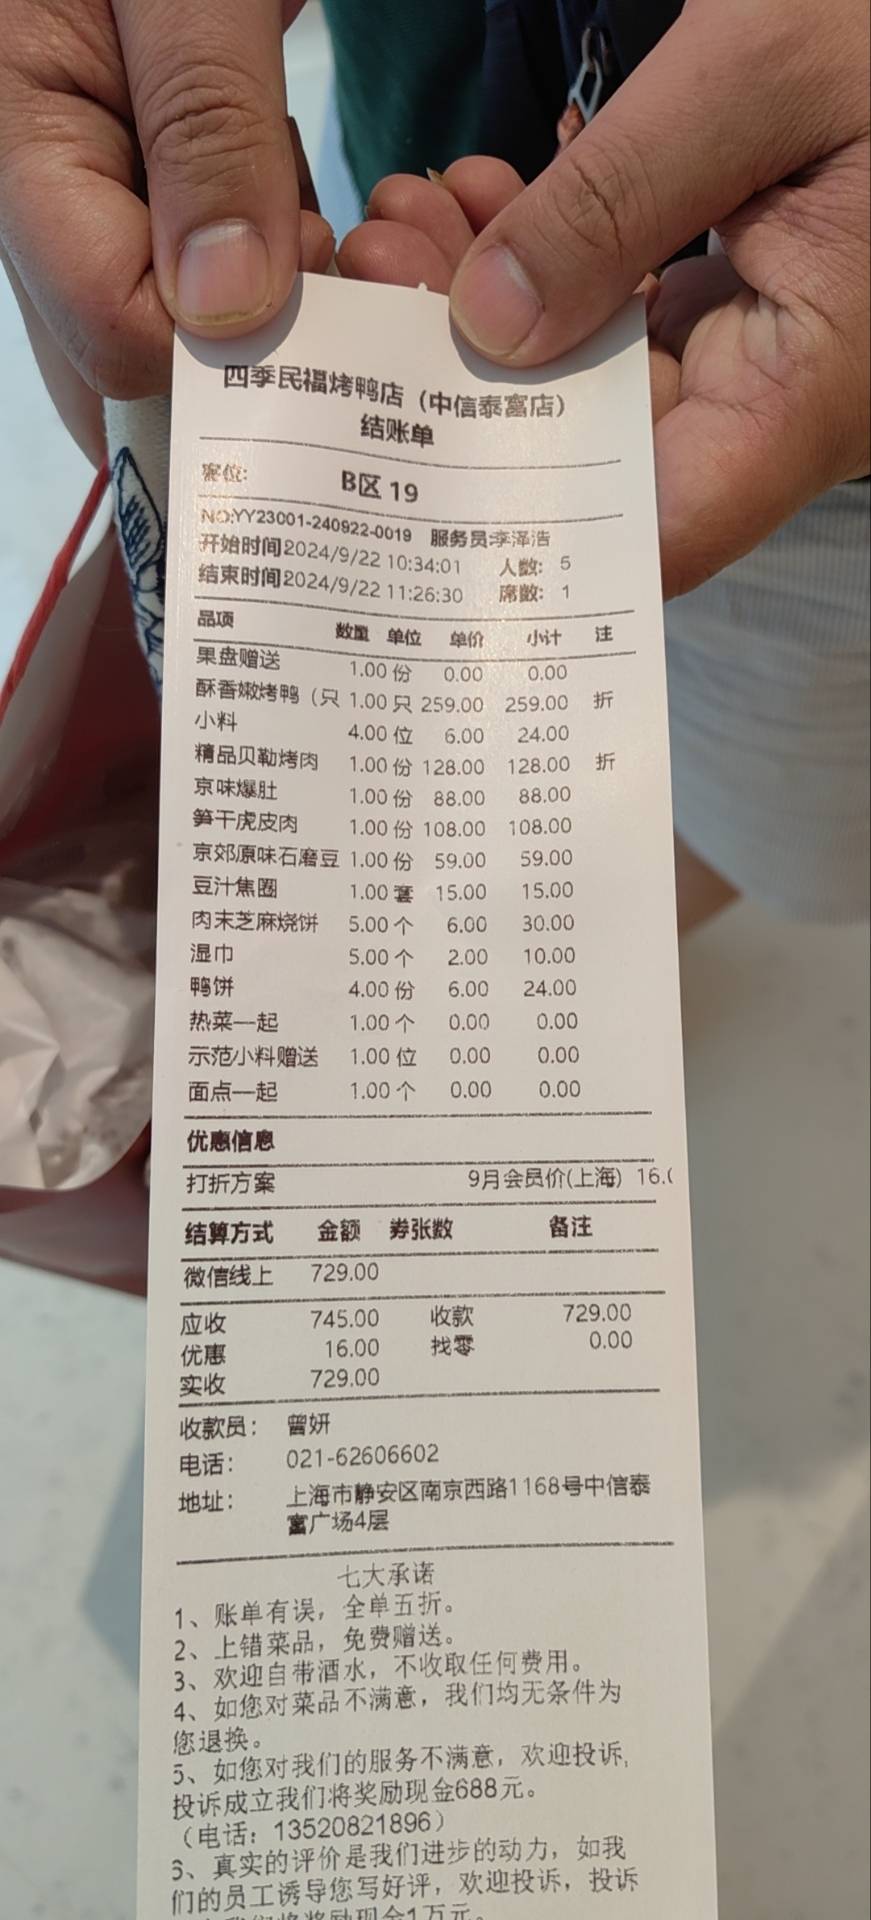 四季民福烤鸭店（中信泰富店）
结账单
客位: B区 19
NO:YY23001-240922-0019 服务员:李泽浩
开始时间2024/9/22 10:34:01 人数: 5
结束时间2024/9/22 11:26:30 席数: 1
品项 数量 单位 单价 小计 注
果盘赠送 1.00 份 0.00 0.00
酥香嫩烤鸭（只 1.00 只 259.00 259.00 折
小料 4.00 位 6.00 24.00
精品贝勒烤肉 1.00 份 128.00 128.00 折
京味爆肚 1.00 份 88.00 88.00
笋干虎皮肉 1.00 份 108.00 108.00
京郊原味石磨豆 1.00 份 59.00 59.00
豆汁焦圈 1.00 套 15.00 15.00
肉末芝麻烧饼 5.00 个 6.00 30.00
湿巾 5.00 个 2.00 10.00
鸭饼 4.00 份 6.00 24.00
热菜一起 1.00 个 0.00 0.00
示范小料赠送 1.00 位 0.00 0.00
面点一起 1.00 个 0.00 0.00
优惠信息
打折方案 9月会员价(上海) 16.0
结算方式 金额 券张数 备注
微信线上 729.00
应收 745.00 收款 729.00
优惠 16.00 找零 0.00
实收 729.00
收款员: 曾妍
电话: 021-62606602
地址: 上海市静安区南京西路1168号中信泰
富广场4层
七大承诺
1、账单有误，全单五折。
2、上错菜品，免费赠送。
3、欢迎自带酒水，不收取任何费用。
4、如您对菜品不满意，我们均无条件为
您退换。
5、如您对我们的服务不满意，欢迎投诉,
投诉成立我们将奖励现金688元。
（电话：13520821896）
6、真实的评价是我们进步的动力，如我
们的员工诱导您写好评，欢迎投诉，投诉
我们将奖励现金1万元。